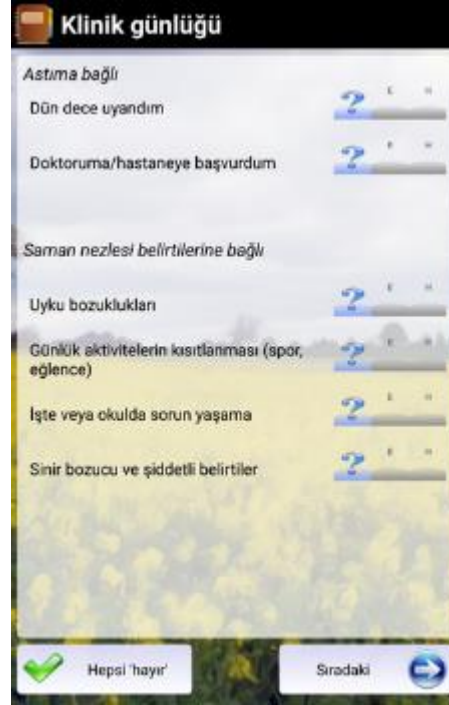 Klinik günlüğü
Astıma bağlı
Dün dece uyandım
? E H
Doktoruma/hastaneye başvurdum
? E H
Saman nezlesi belirtilerine bağlı
Uyku bozuklukları
? E H
Günlük aktivitelerin kısıtlanması (spor,
eğlence)
? E H
İşte veya okulda sorun yaşama
? E H
Sinir bozucu ve şiddetli belirtiler
? E H
Hepsi 'hayır'
Sıradaki